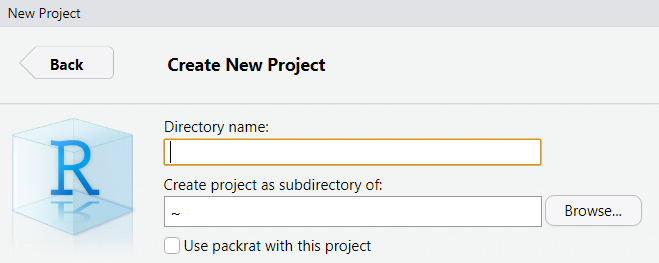 New Project
Back
Create New Project
R
Directory name:
Create project as subdirectory of:
~
Browse...
Use packrat with this project